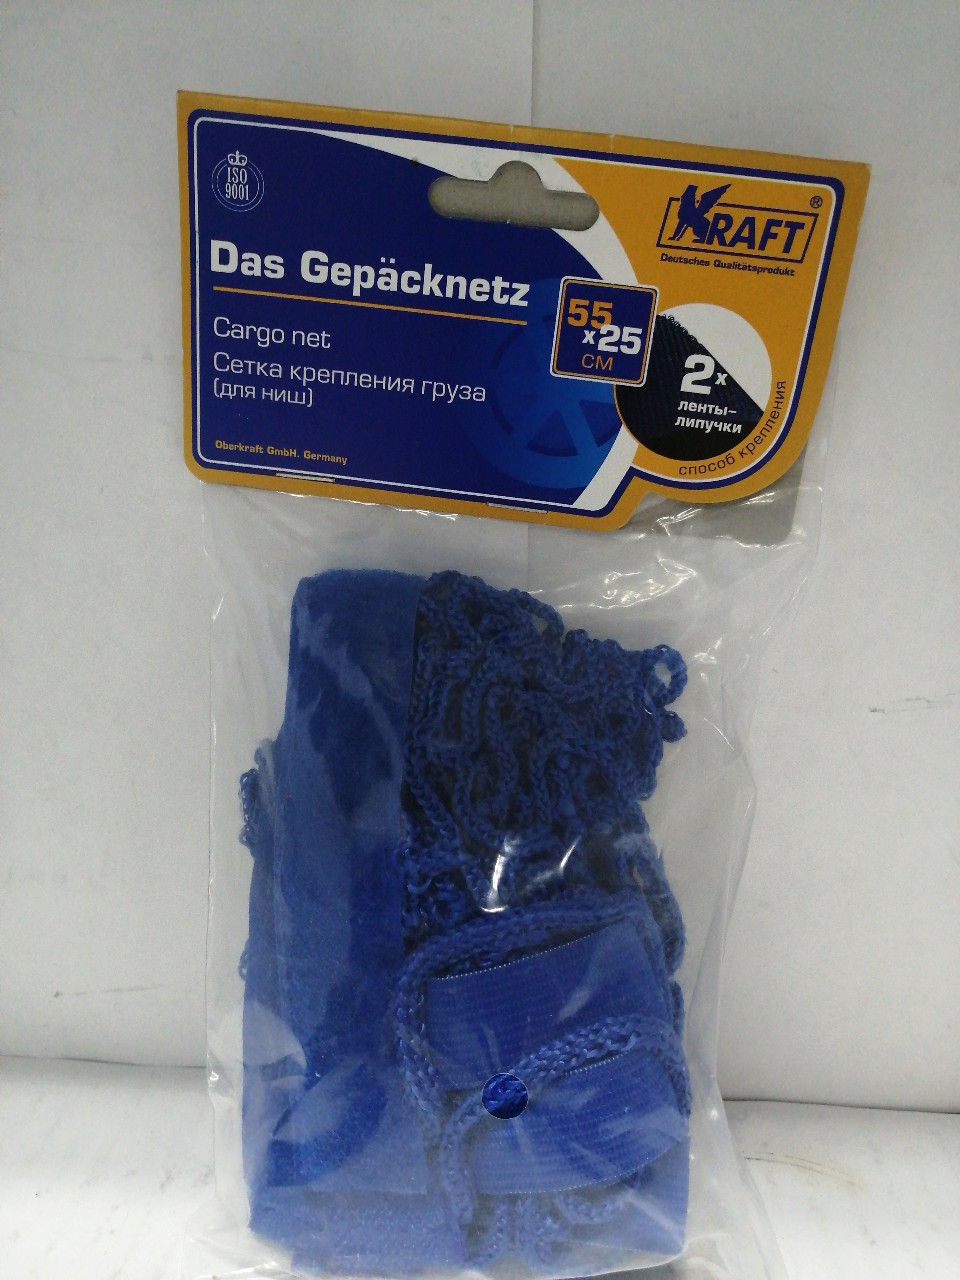 ISO
9001
KRAFT®
Deutsches Qualitätsprodukt
Das Gepäcknetz
55
x25
СМ
Cargo net
Сетка крепления груза
(для ниш)
2x
ленты-
липучки
способ крепления
Oberkraft GmbH. Germany